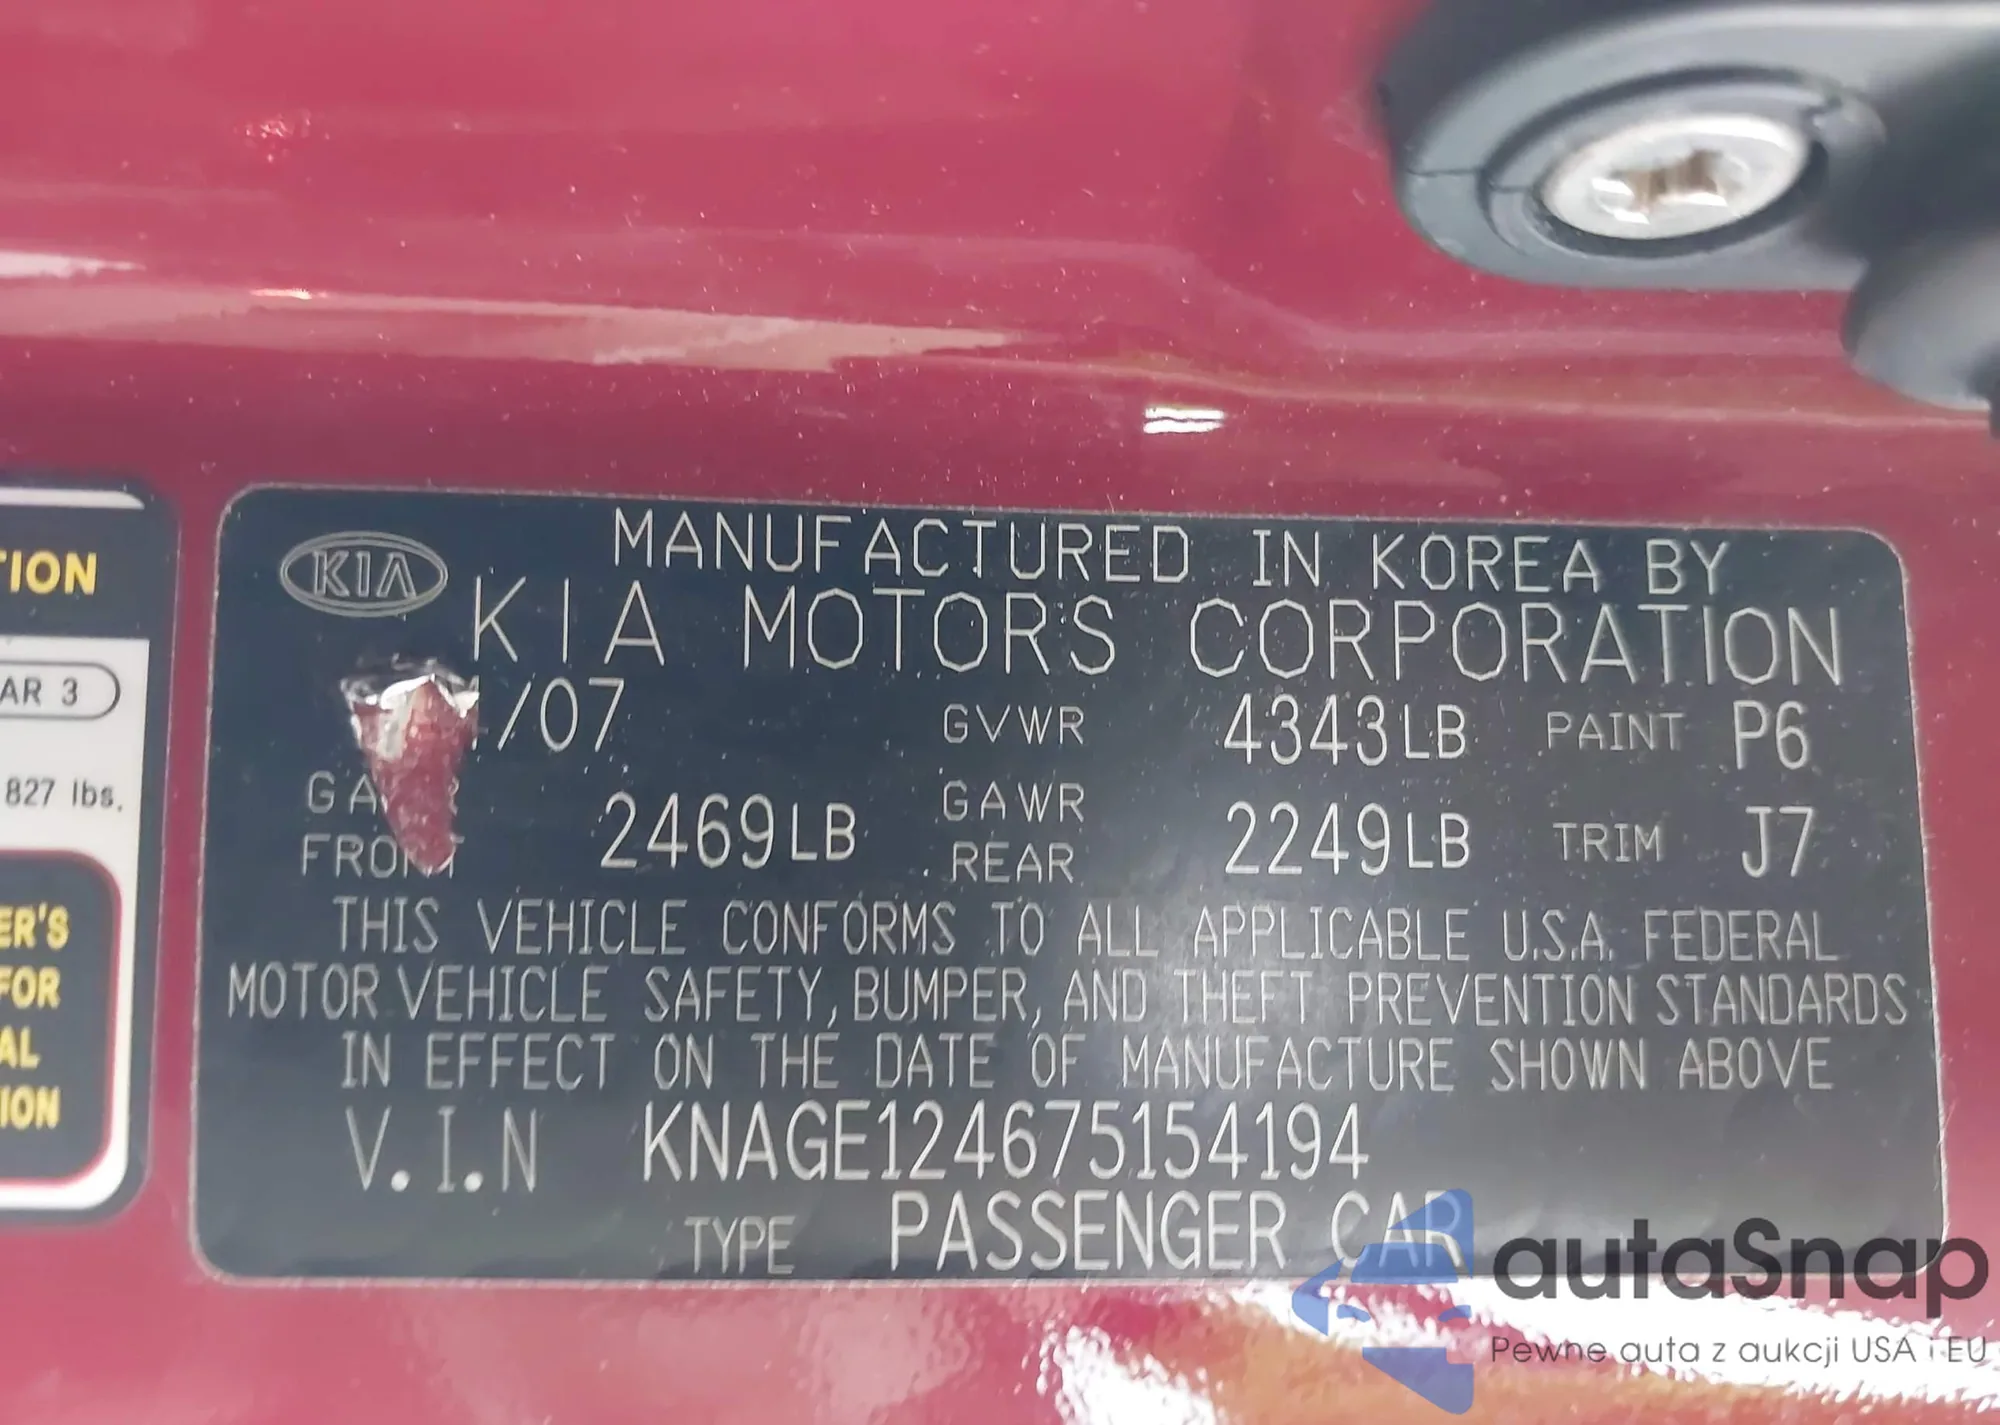 TION
AR 3
827 lbs.
ER'S
FOR
AL
ION
KIA
MANUFACTURED IN KOREA BY
KIA MOTORS CORPORATION
/07 GVWR 4343LB PAINT P6
2469LB GAWR 2249LB TRIM J7
FRONT REAR
THIS VEHICLE CONFORMS TO ALL APPLICABLE U.S.A. FEDERAL
MOTOR VEHICLE SAFETY, BUMPER, AND THEFT PREVENTION STANDARDS
IN EFFECT ON THE DATE OF MANUFACTURE SHOWN ABOVE
V.I.N KNAGE124675154194
TYPE PASSENGER CAR
autaSnap
Pewne auta z aukcji USA i EU